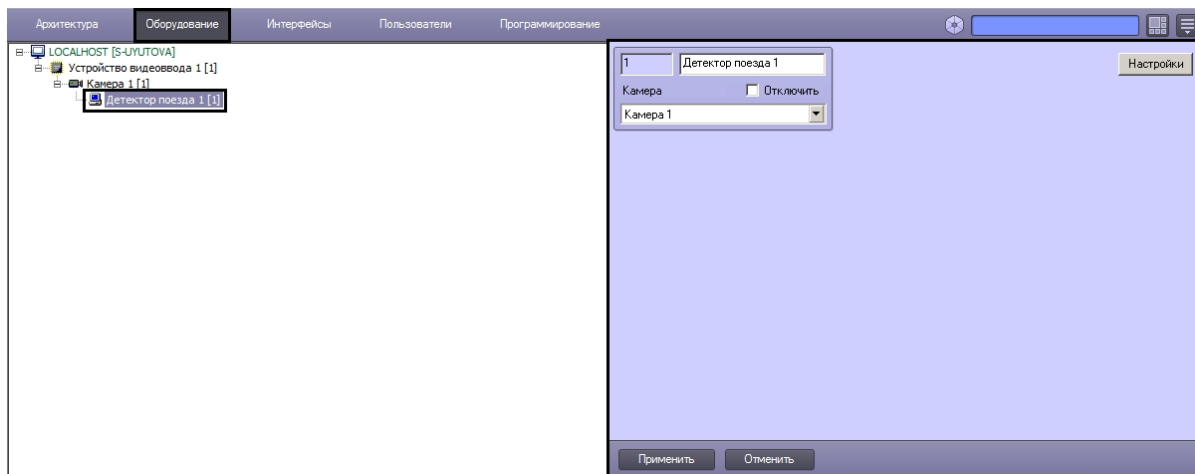 Архитектура Оборудование Интерфейсы Пользователи Программирование
LOCALHOST [S-UYUTOVA]
Устройство видеоввода 1 [1]
Камера 1 [1]
Детектор поезда 1 [1]
1 Детектор поезда 1
Настройки
Камера Отключить
Камера 1
Применить Отменить